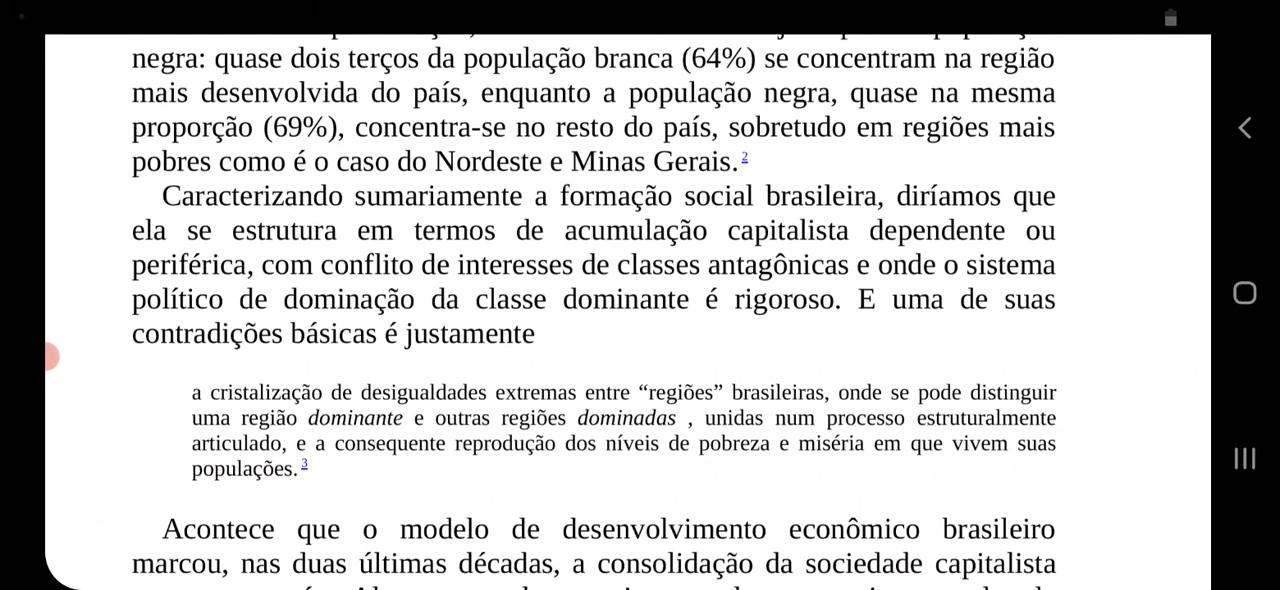 negra: quase dois terços da população branca (64%) se concentram na região
mais desenvolvida do país, enquanto a população negra, quase na mesma
proporção (69%), concentra-se no resto do país, sobretudo em regiões mais
pobres como é o caso do Nordeste e Minas Gerais.2
Caracterizando sumariamente a formação social brasileira, diríamos que
ela se estrutura em termos de acumulação capitalista dependente ou
periférica, com conflito de interesses de classes antagônicas e onde o sistema
político de dominação da classe dominante é rigoroso. E uma de suas
contradições básicas é justamente
a cristalização de desigualdades extremas entre “regiões” brasileiras, onde se pode distinguir
uma região dominante e outras regiões dominadas , unidas num processo estruturalmente
articulado, e a consequente reprodução dos níveis de pobreza e miséria em que vivem suas
populações.3
Acontece que o modelo de desenvolvimento econômico brasileiro
marcou, nas duas últimas décadas, a consolidação da sociedade capitalista